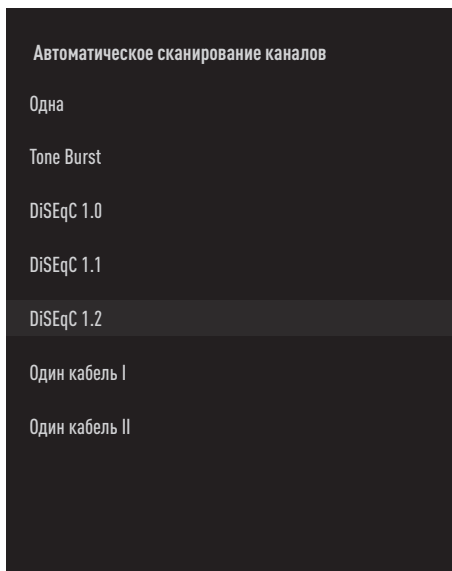 Автоматическое сканирование каналов
Одна
Tone Burst
DiSEqC 1.0
DiSEqC 1.1
DiSEqC 1.2
Один кабель I
Один кабель II